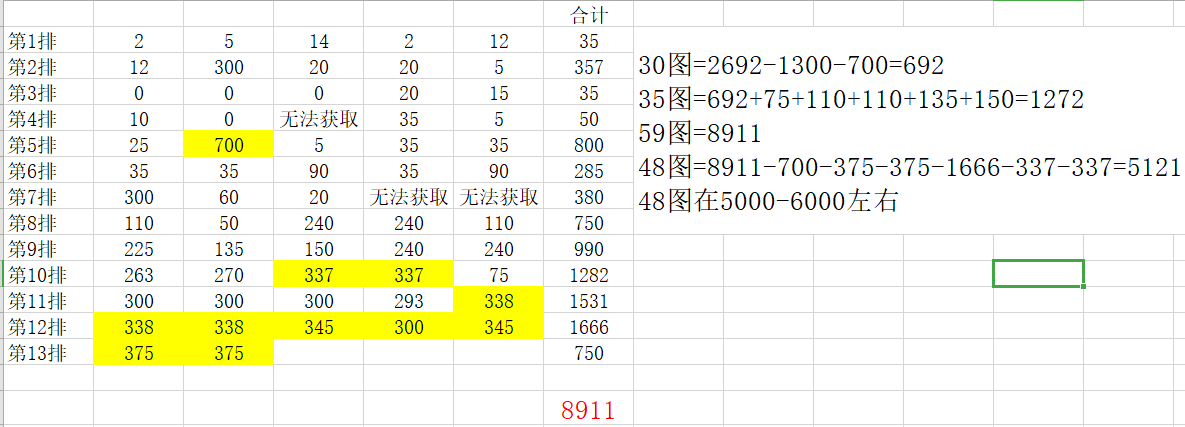 合计
第1排 2 5 14 2 12 35
第2排 12 300 20 20 5 357
第3排 0 0 0 20 15 35
第4排 10 0 无法获取 35 5 50
第5排 25 700 5 35 35 800
第6排 35 35 90 35 90 285
第7排 300 60 20 无法获取 无法获取 380
第8排 110 50 240 240 110 750
第9排 225 135 150 240 240 990
第10排 263 270 337 337 75 1282
第11排 300 300 300 293 338 1531
第12排 338 338 345 300 345 1666
第13排 375 375 750
8911
30图=2692-1300-700=692
35图=692+75+110+110+135+150=1272
59图=8911
48图=8911-700-375-375-1666-337-337=5121
48图在5000-6000左右